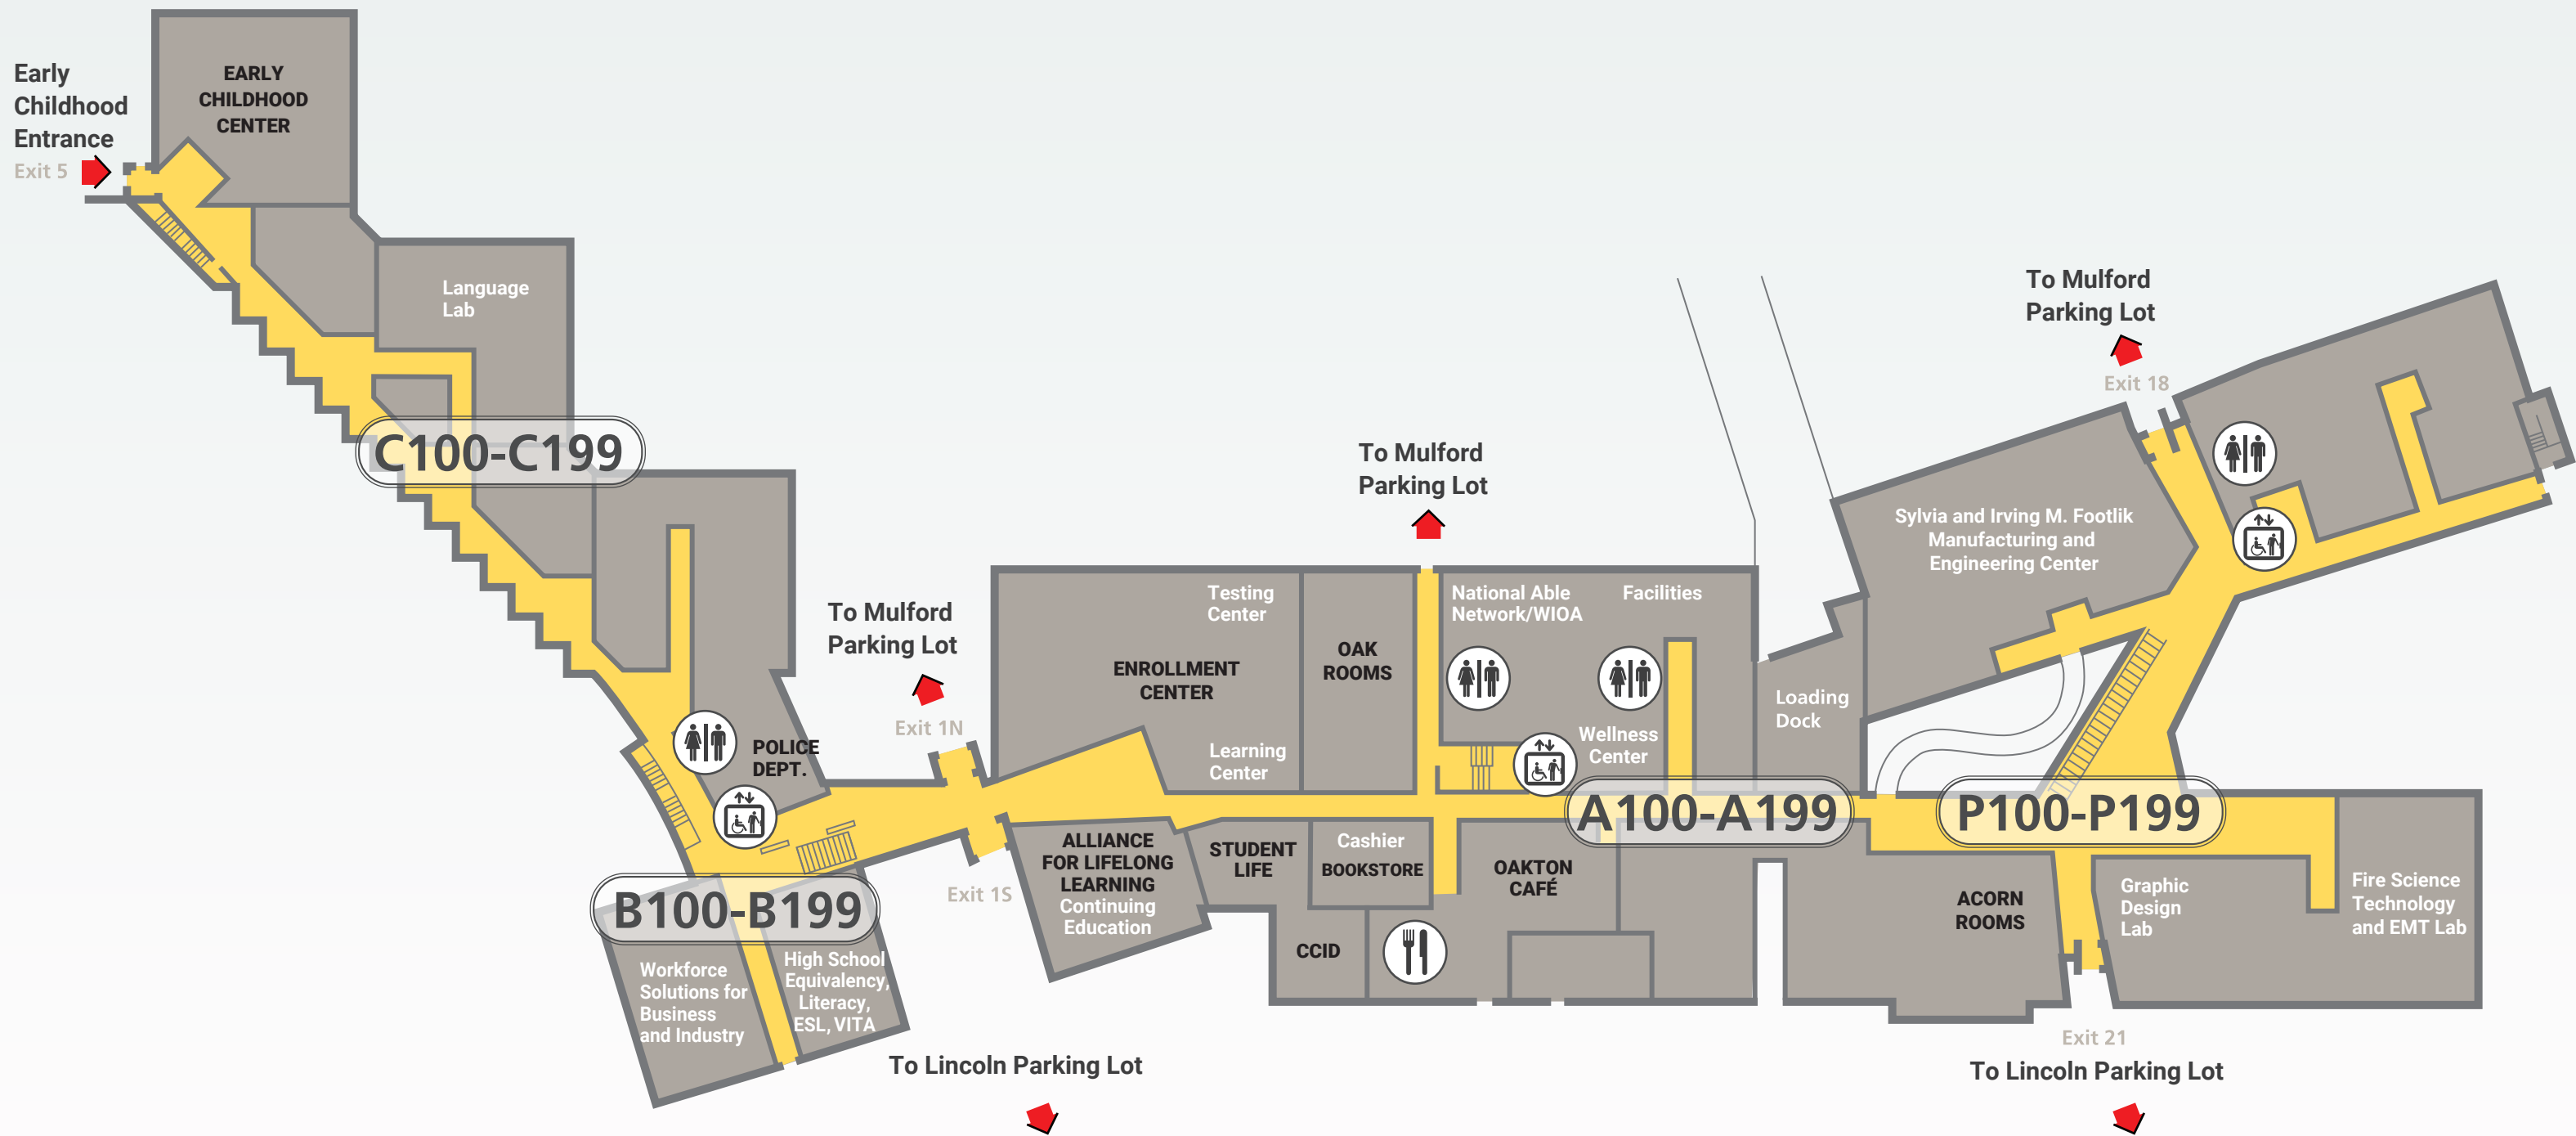 Early
Childhood
Entrance
Exit 5
EARLY
CHILDHOOD
CENTER
Language
Lab
C100-C199
To Mulford
Parking Lot
Exit 1N
POLICE
DEPT.
B100-B199
Workforce
Solutions for
Business
and Industry
High School
Equivalency,
Literacy,
ESL, VITA
Exit 1S
To Lincoln Parking Lot
Testing
Center
ENROLLMENT
CENTER
Learning
Center
OAK
ROOMS
To Mulford
Parking Lot
National Able
Network/WIOA
Facilities
Wellness
Center
A100-A199
ALLIANCE
FOR LIFELONG
LEARNING
Continuing
Education
STUDENT
LIFE
Cashier
BOOKSTORE
CCID
OAKTON
CAFÉ
Loading
Dock
To Mulford
Parking Lot
Exit 18
Sylvia and Irving M. Footlik
Manufacturing and
Engineering Center
P100-P199
ACORN
ROOMS
Graphic
Design
Lab
Fire Science
Technology
and EMT Lab
Exit 21
To Lincoln Parking Lot